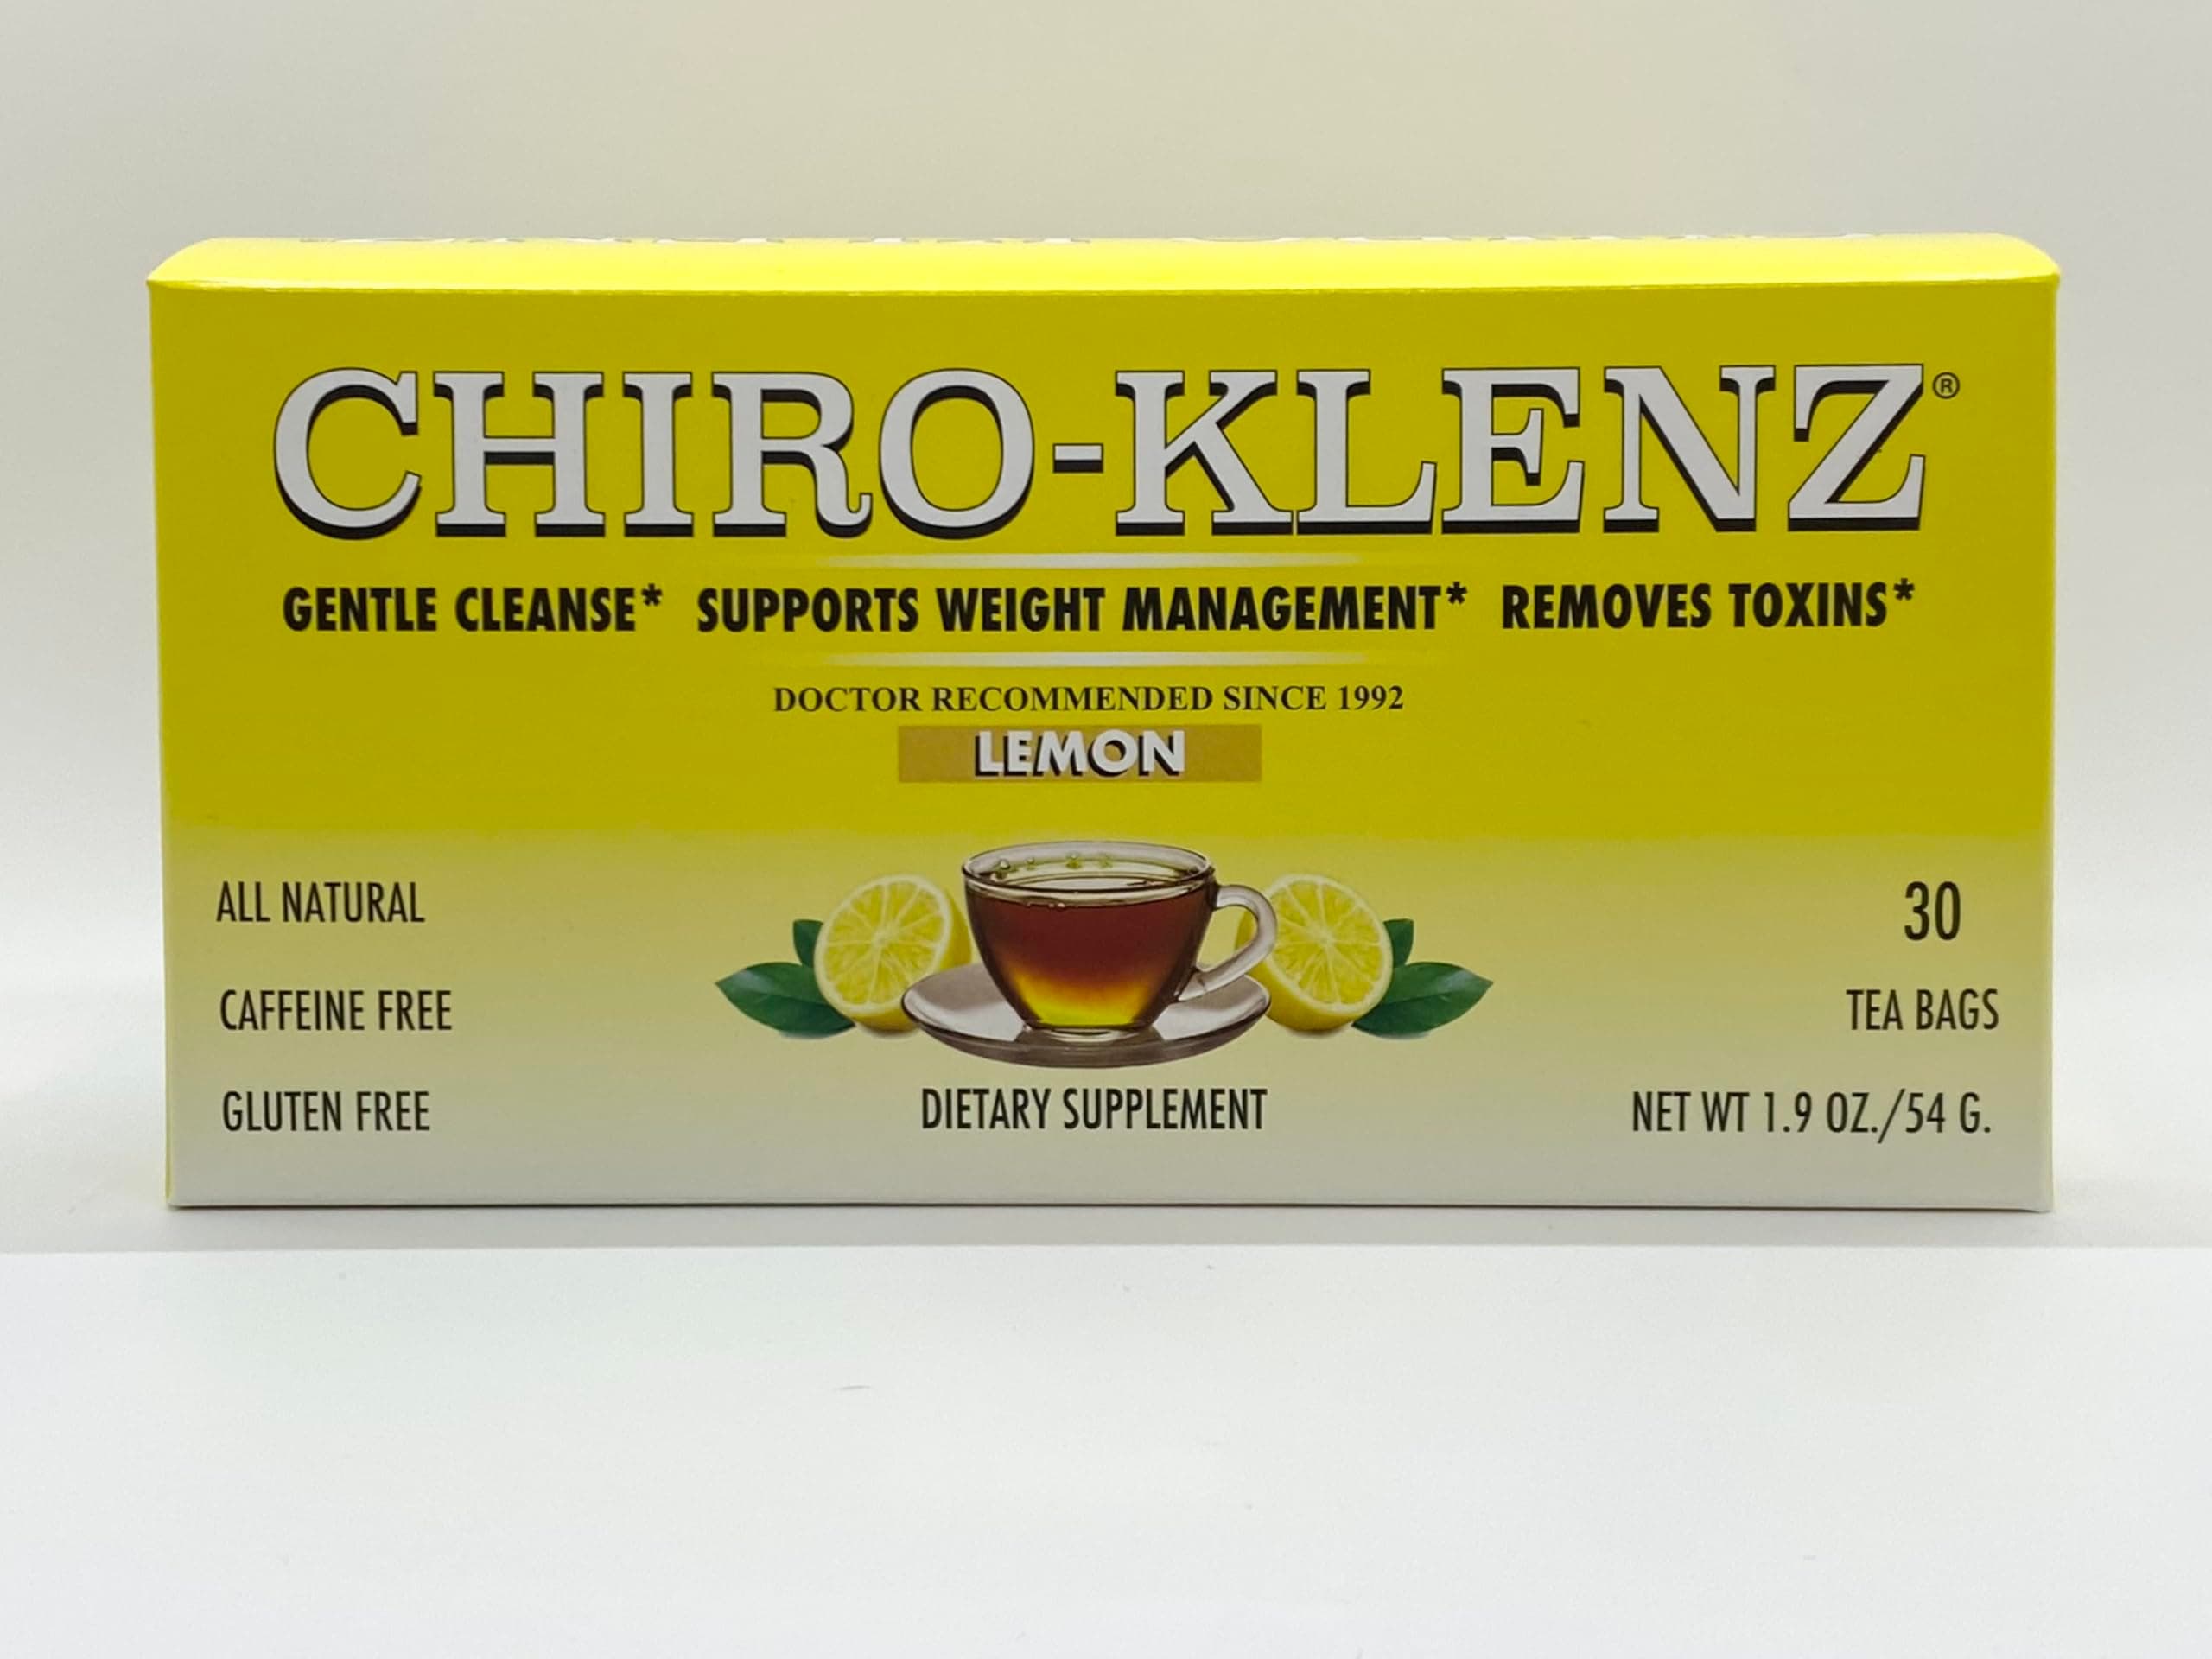 CHIRO-KLENZ®
GENTLE CLEANSE* SUPPORTS WEIGHT MANAGEMENT* REMOVES TOXINS*
DOCTOR RECOMMENDED SINCE 1992
LEMON
ALL NATURAL
CAFFEINE FREE
GLUTEN FREE
DIETARY SUPPLEMENT
30
TEA BAGS
NET WT 1.9 OZ./54 G.